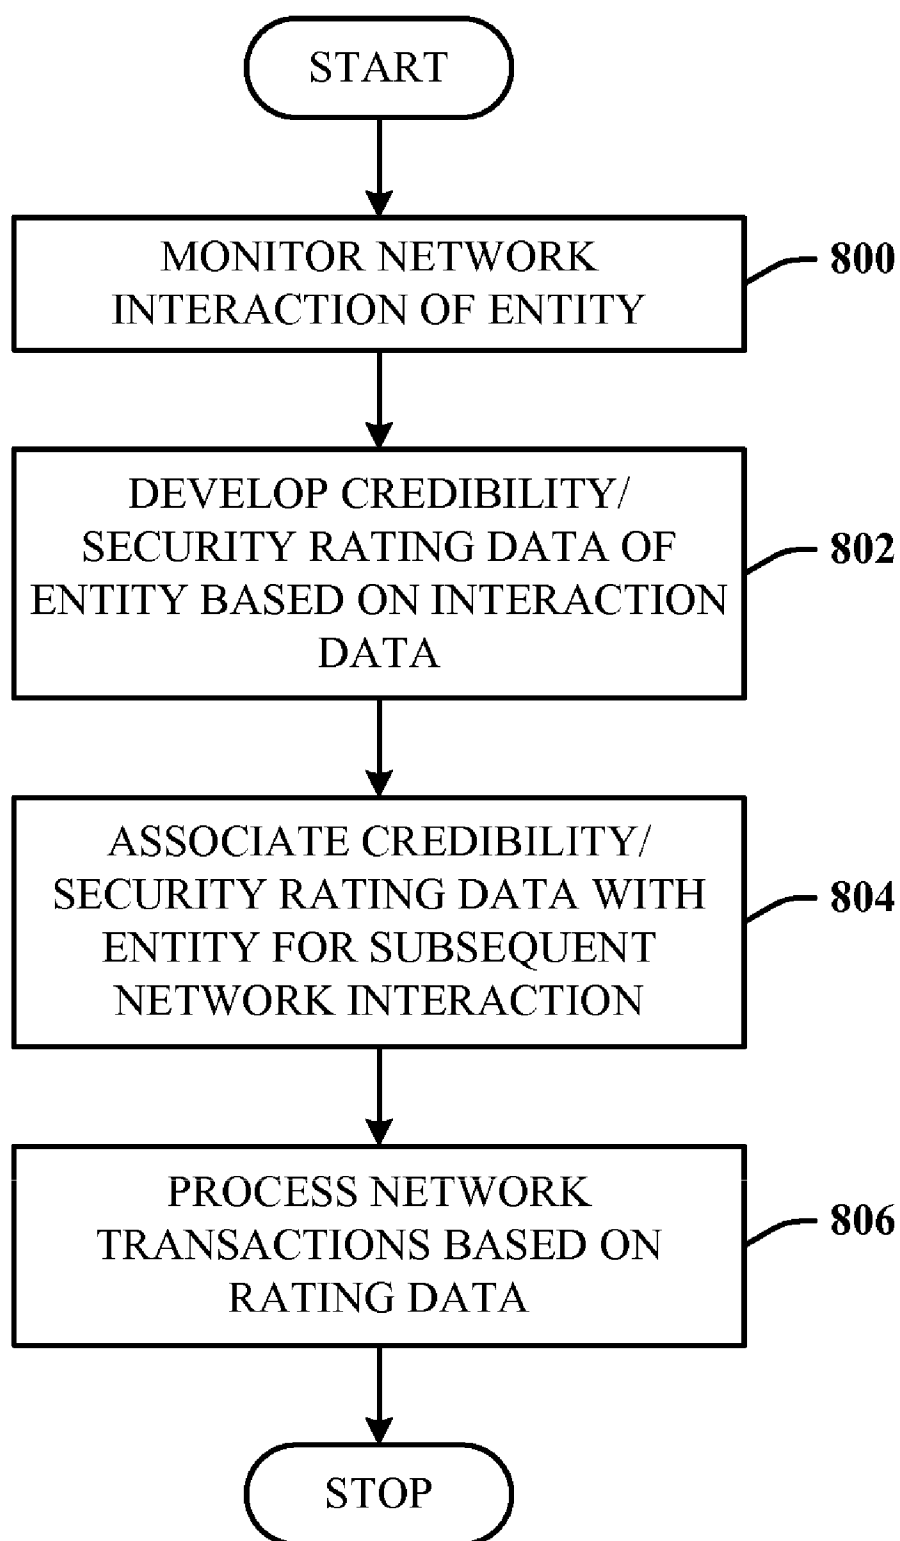 START
MONITOR NETWORK
INTERACTION OF ENTITY
800
DEVELOP CREDIBILITY/
SECURITY RATING DATA OF
ENTITY BASED ON INTERACTION
DATA
802
ASSOCIATE CREDIBILITY/
SECURITY RATING DATA WITH
ENTITY FOR SUBSEQUENT
NETWORK INTERACTION
804
PROCESS NETWORK
TRANSACTIONS BASED ON
RATING DATA
806
STOP